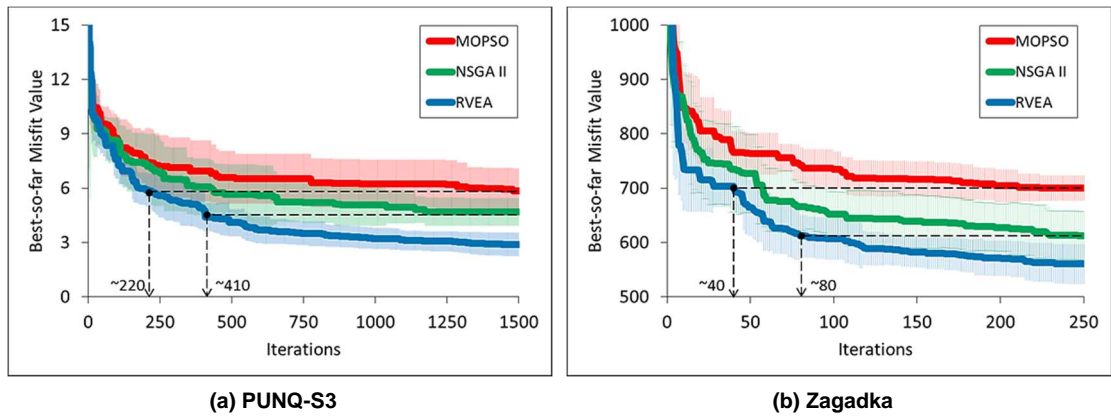 15
12
9
6
3
0
Best-so-far Misfit Value
MOPSO
NSGA II
RVEA
~220
~410
0 250 500 750 1000 1250 1500
Iterations
(a) PUNQ-S3
1000
900
800
700
600
500
Best-so-far Misfit Value
MOPSO
NSGA II
RVEA
~40
~80
0 50 100 150 200 250
Iterations
(b) Zagadka